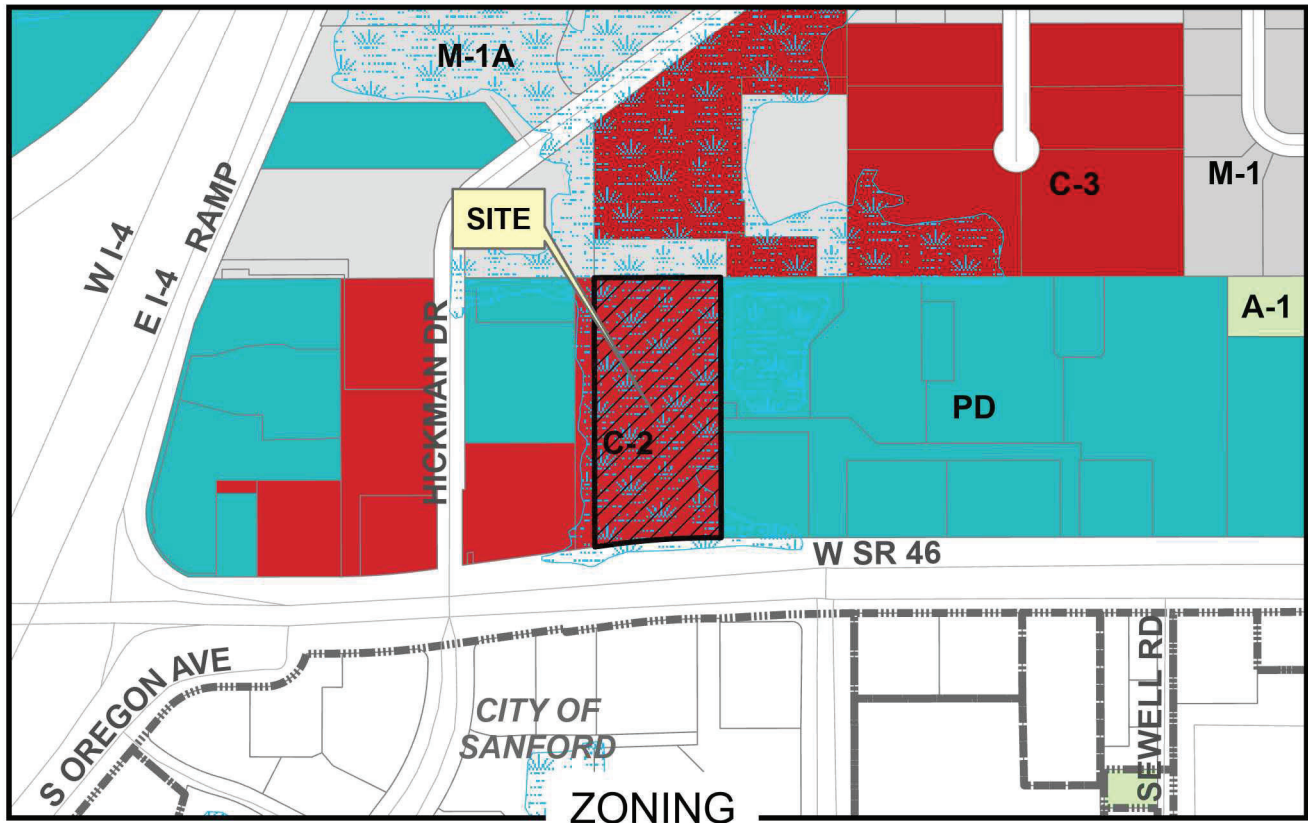 M-1A
W I-4
E I-4
RAMP
SITE
C-3
M-1
A-1
HICKMAN DR
C-2
PD
W SR 46
S OREGON AVE
CITY OF
SANFORD
SEWELL RD
ZONING